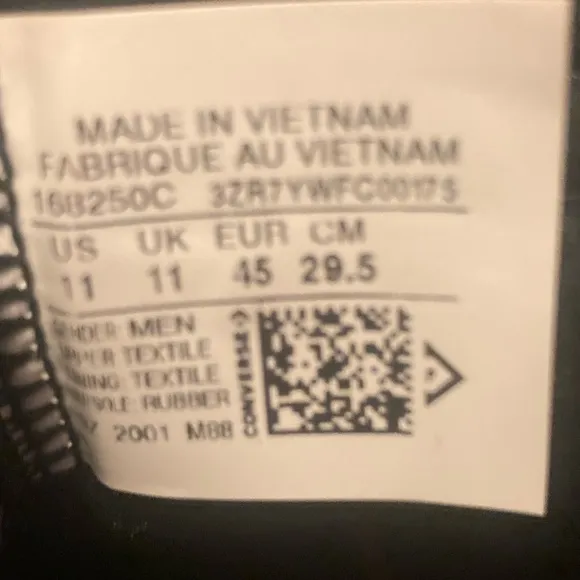 MADE IN VIETNAM
FABRIQUE AU VIETNAM
168250C 3ZR7YWFC00175
US UK EUR CM
11 11 45 29.5
GENDER: MEN
UPPER: TEXTILE
LINING: TEXTILE
RUBBER
2001 M88
CONVERSE